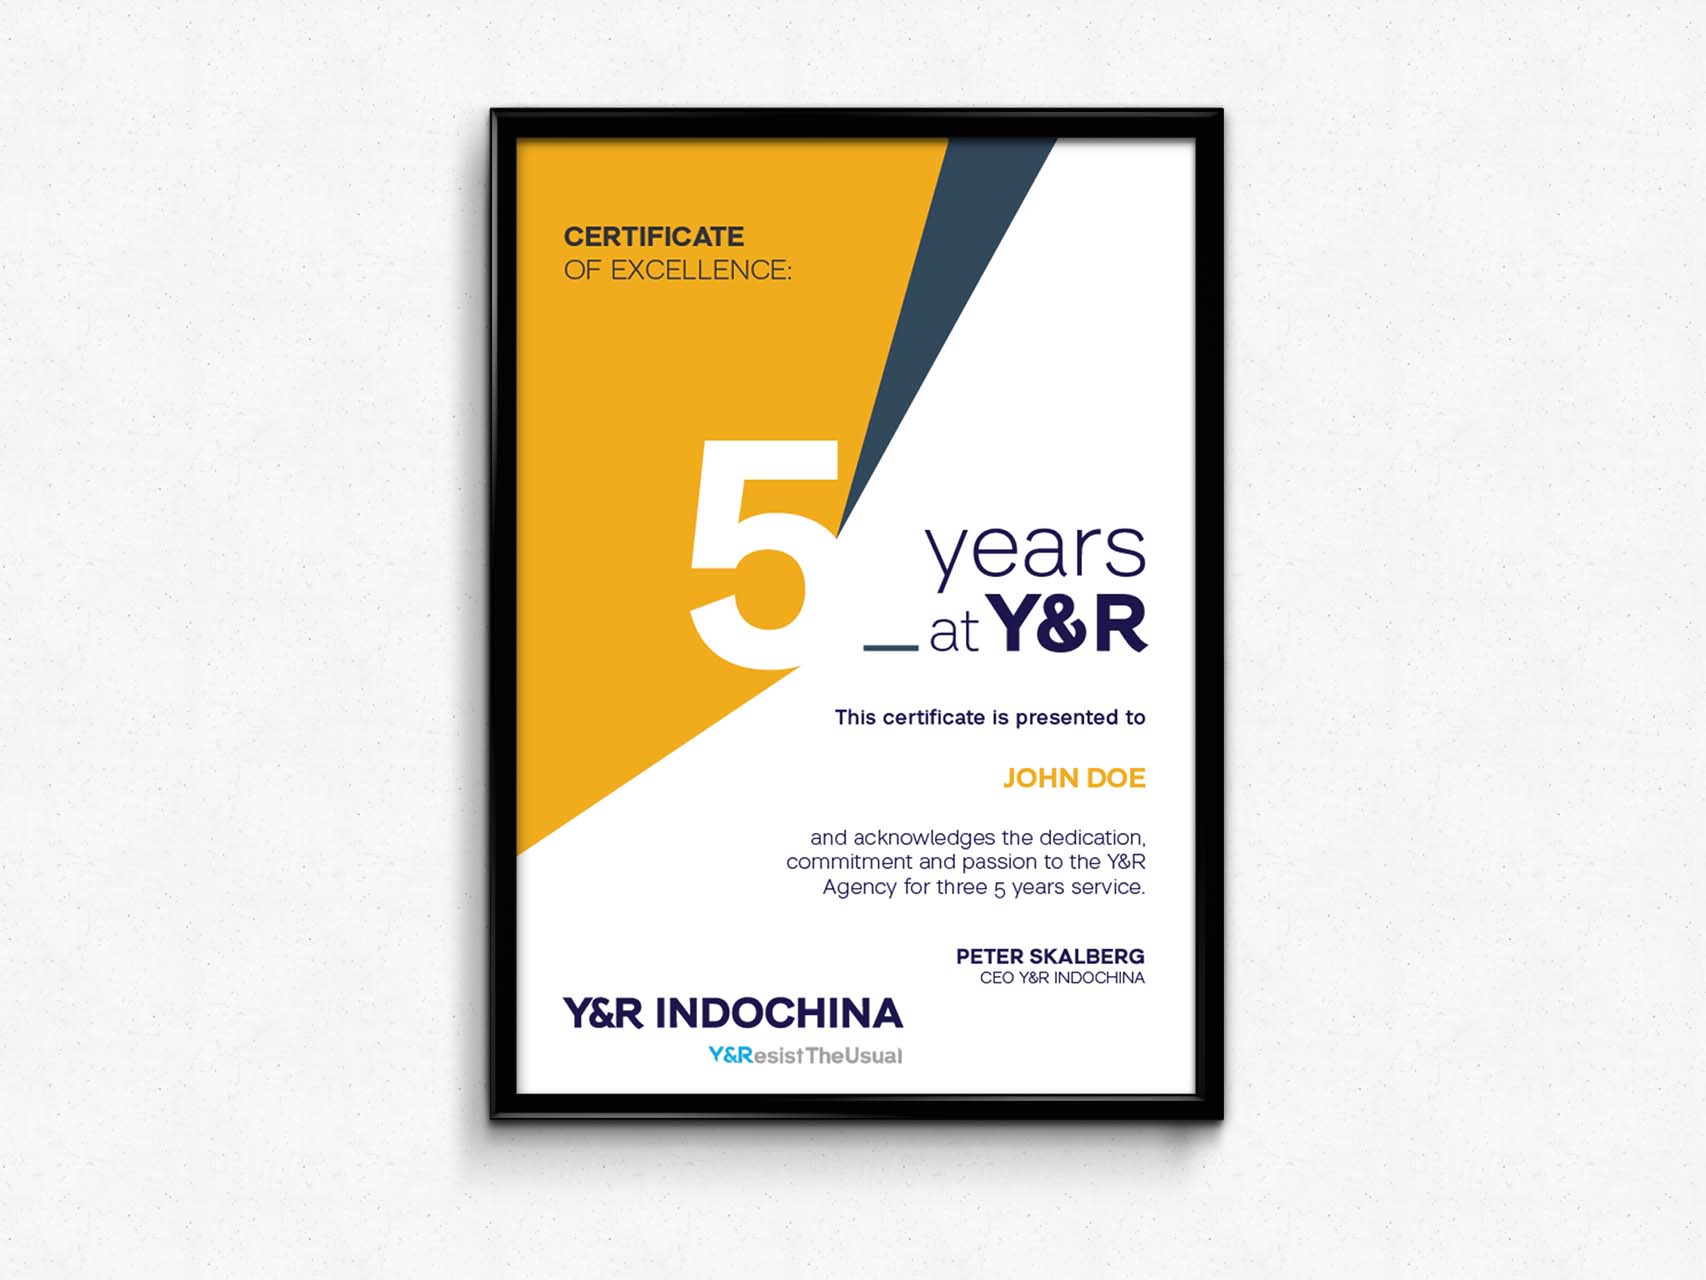 CERTIFICATE
OF EXCELLENCE:
5
years
_at Y&R
This certificate is presented to
JOHN DOE
and acknowledges the dedication,
commitment and passion to the Y&R
Agency for three 5 years service.
PETER SKALBERG
CEO Y&R INDOCHINA
Y&R INDOCHINA
Y&ResistTheUsual